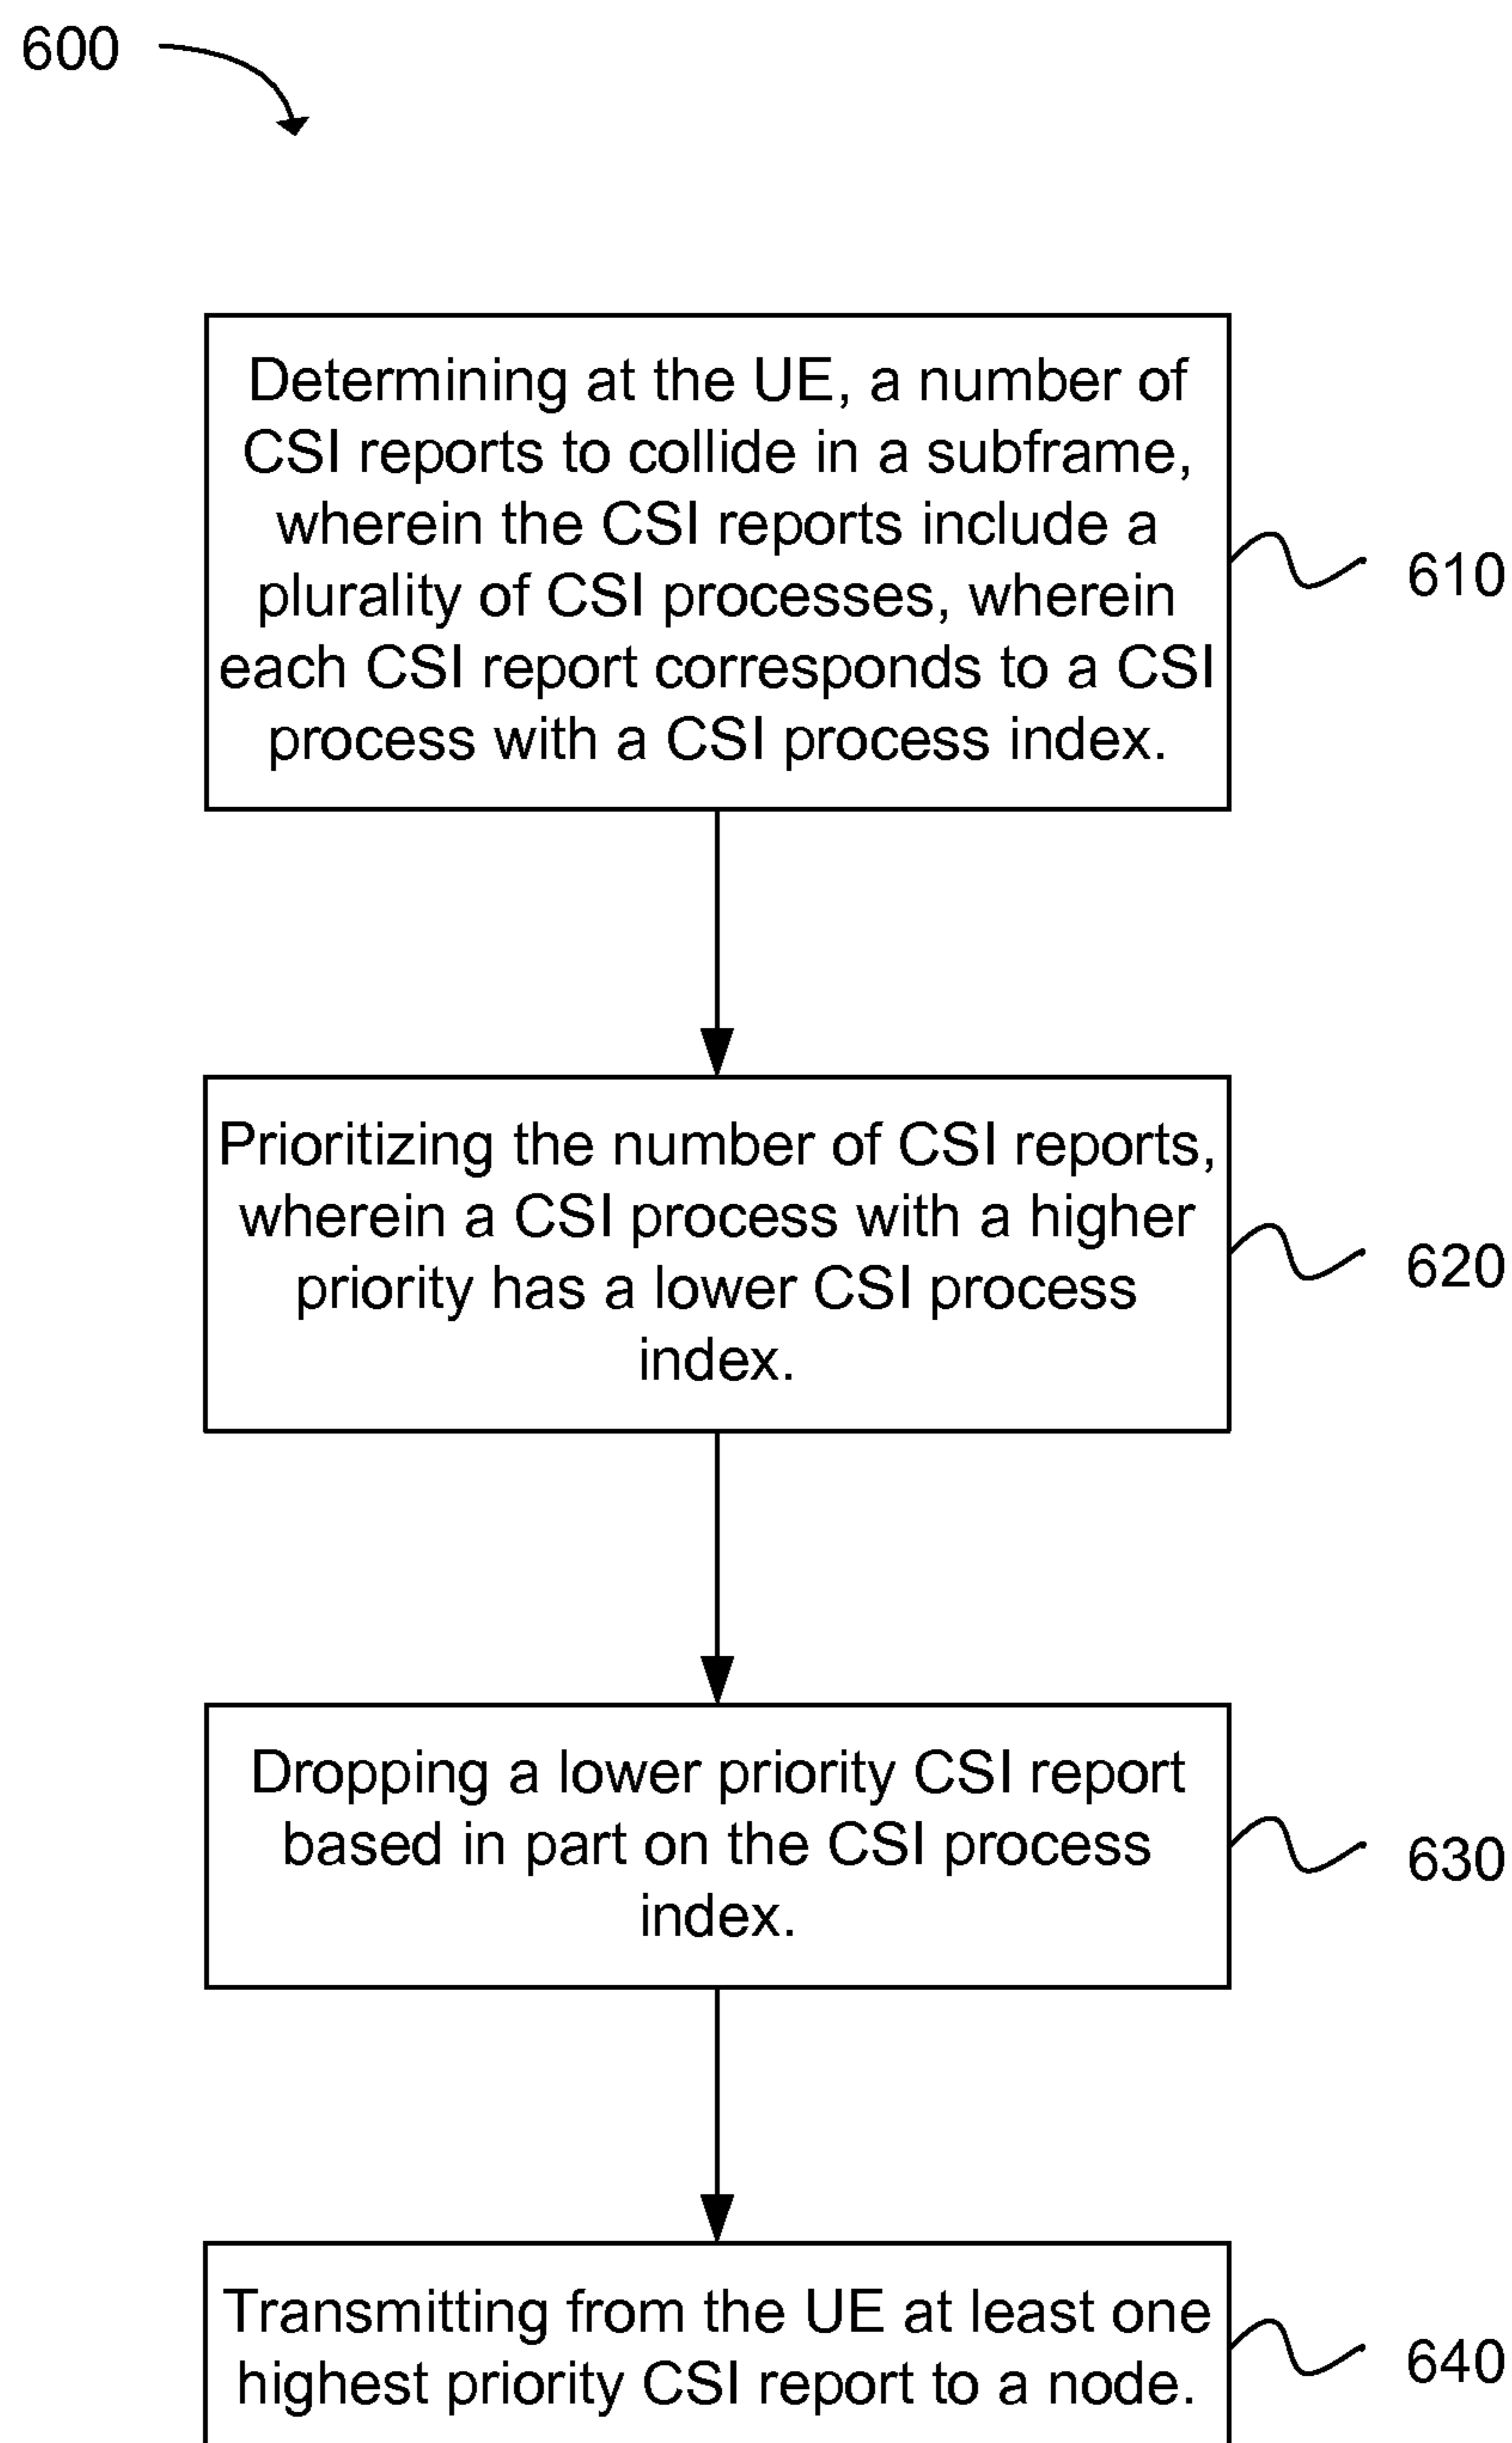 600
Determining at the UE, a number of
CSI reports to collide in a subframe,
wherein the CSI reports include a
plurality of CSI processes, wherein
each CSI report corresponds to a CSI
process with a CSI process index.
610
Prioritizing the number of CSI reports,
wherein a CSI process with a higher
priority has a lower CSI process
index.
620
Dropping a lower priority CSI report
based in part on the CSI process
index.
630
Transmitting from the UE at least one
highest priority CSI report to a node.
640